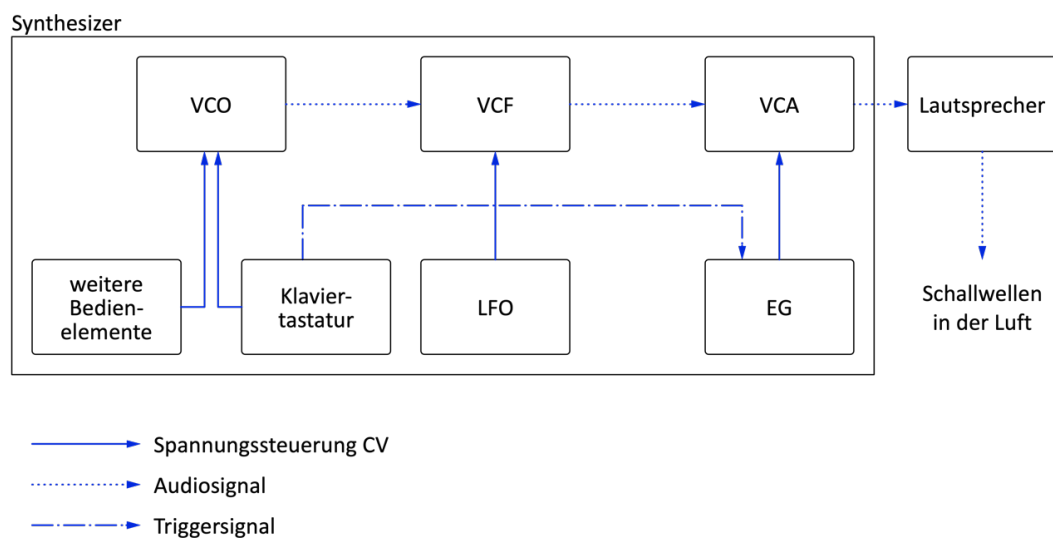 Synthesizer
VCO
VCF
VCA
Lautsprecher
weitere
Bedien-
elemente
Klavier-
tastatur
LFO
EG
Schallwellen
in der Luft
Spannungssteuerung CV
Audiosignal
Triggersignal